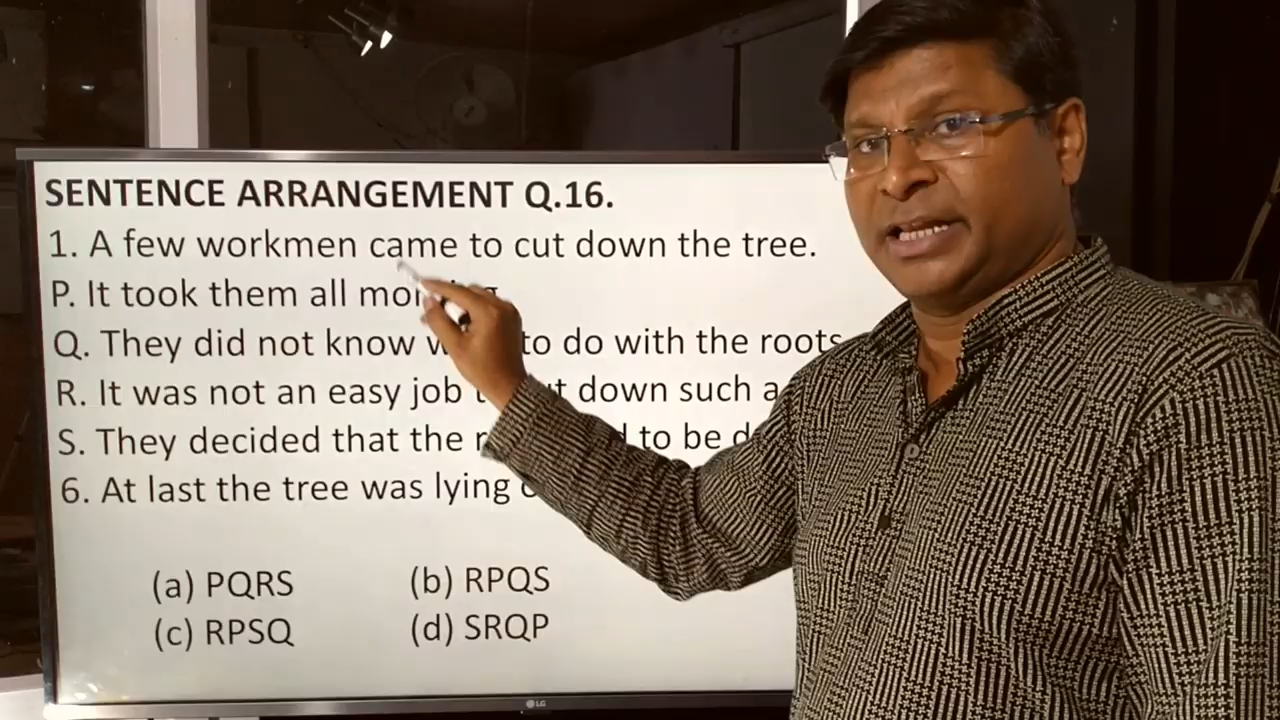 SENTENCE ARRANGEMENT Q.16.
1. A few workmen came to cut down the tree.
P. It took them all
Q. They did not know to do with the roots
R. It was not an easy job down such a
S. They decided that the to be
6. At last the tree was lying
(a) PQRS (b) RPQS
(c) RPSQ (d) SRQP
LG